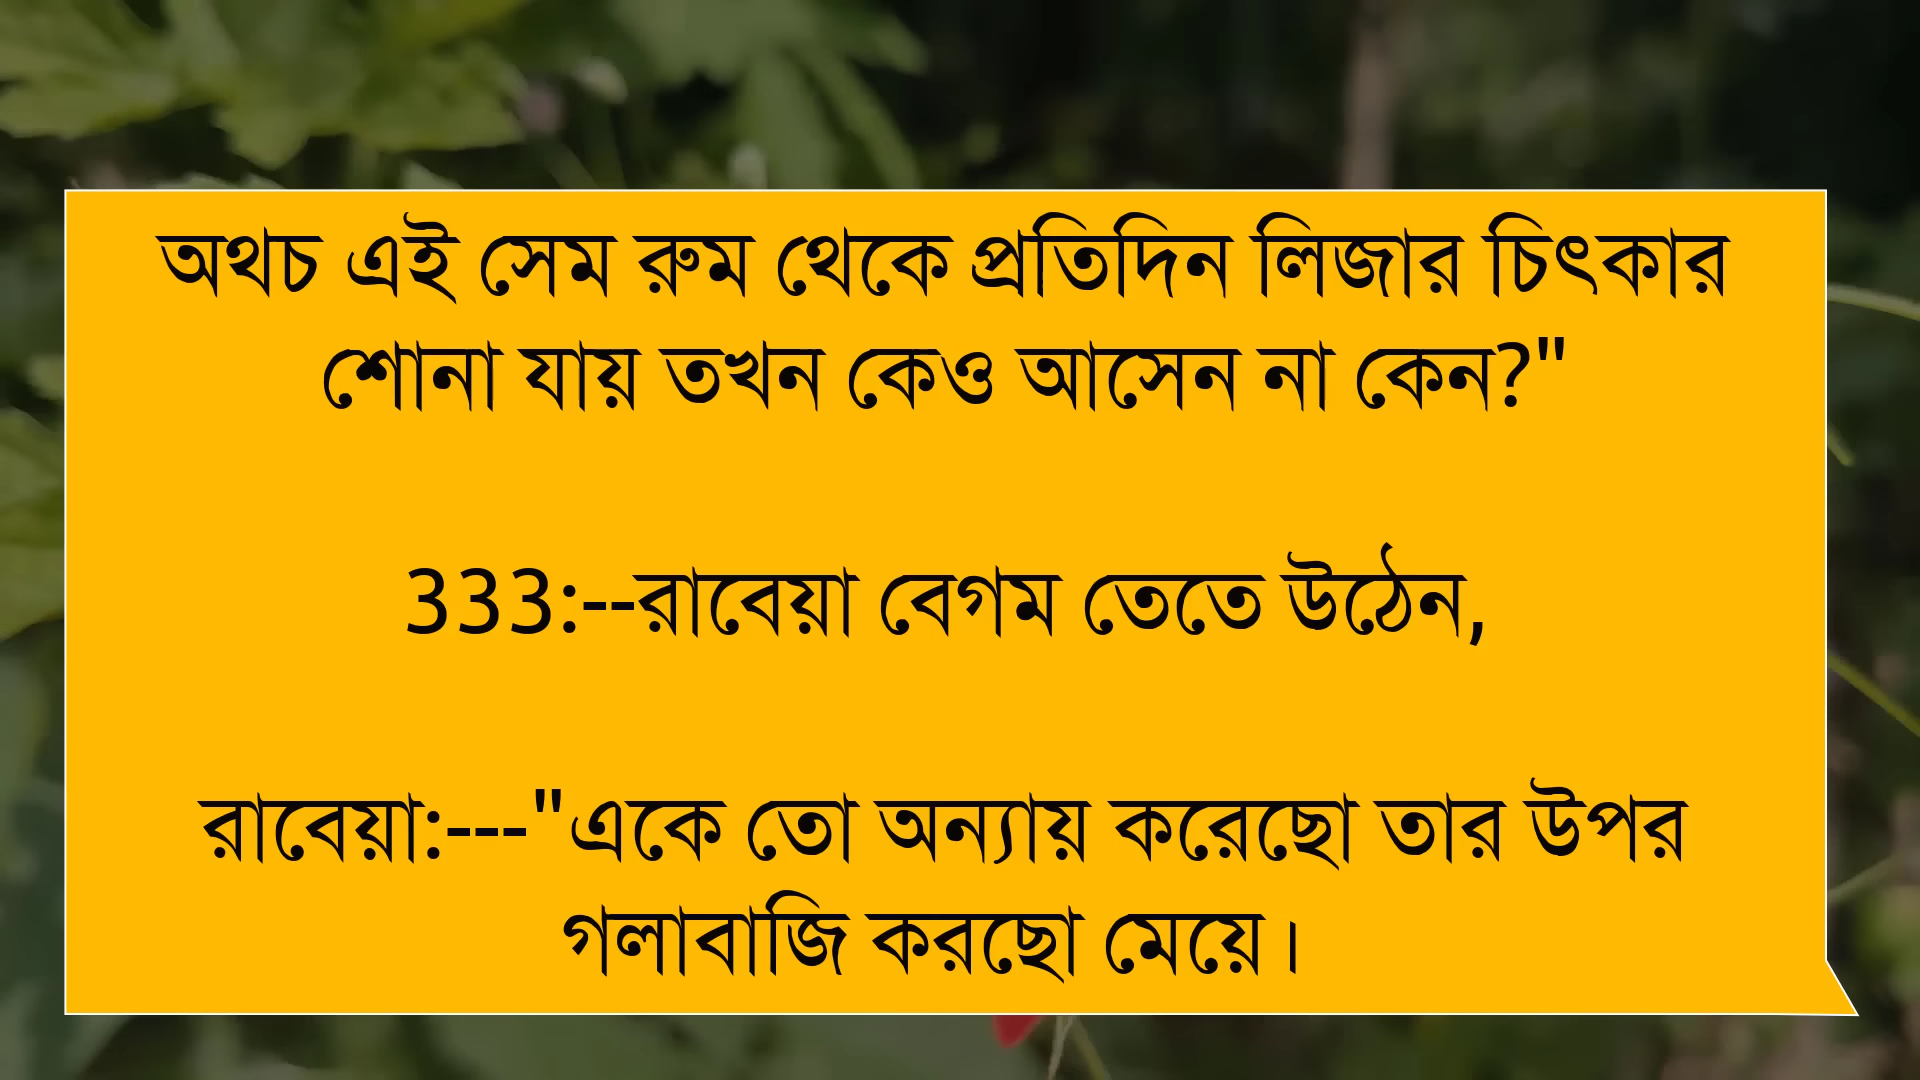 অথচ এই সেম রুম থেকে প্রতিদিন লিজার চিৎকার
শোনা যায় তখন কেও আসেন না কেন?"
333:--রাবেয়া বেগম তেতে উঠেন,
রাবেয়া:---"একে তো অন্যায় করেছো তার উপর
গলাবাজি করছো মেয়ে।